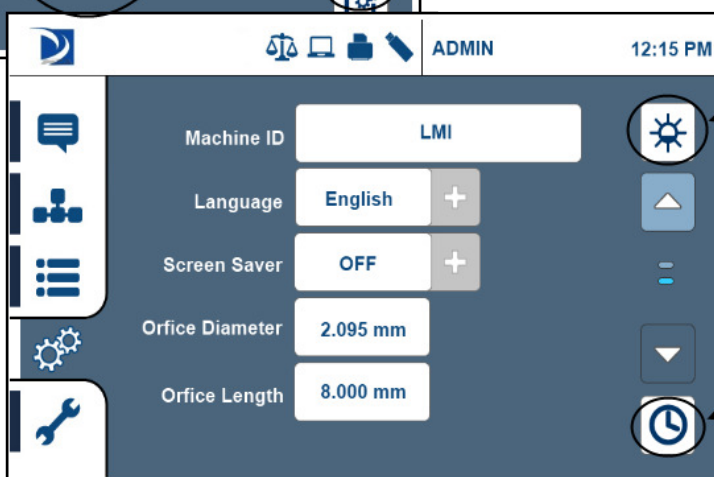 ADMIN 12:15 PM
Machine ID LMI
Language English +
Screen Saver OFF +
Orfice Diameter 2.095 mm
Orfice Length 8.000 mm